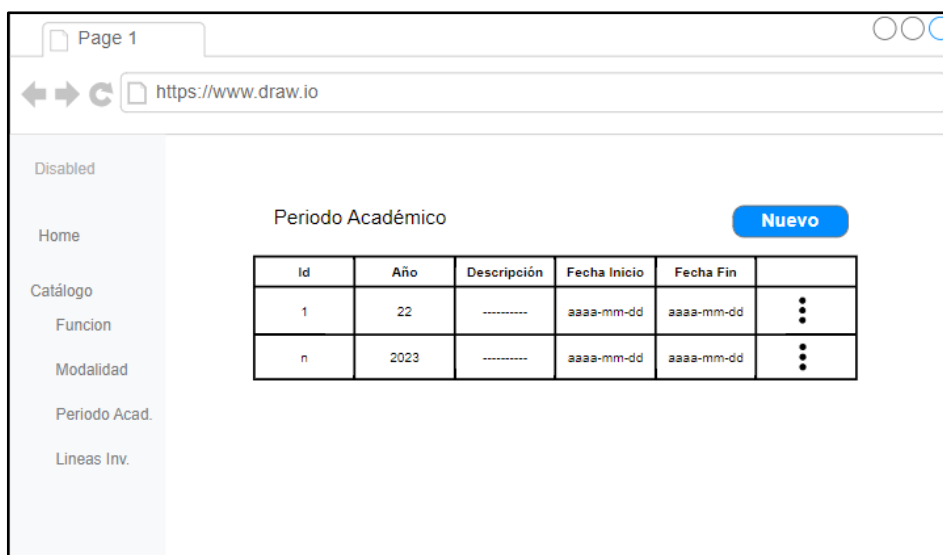 Page 1
https://www.draw.io
Disabled
Home
Catálogo
Funcion
Modalidad
Periodo Acad.
Lineas Inv.
Periodo Académico
Nuevo
Id Año Descripción Fecha Inicio Fecha Fin
1 22 ---------- aaaa-mm-dd aaaa-mm-dd
n 2023 ---------- aaaa-mm-dd aaaa-mm-dd